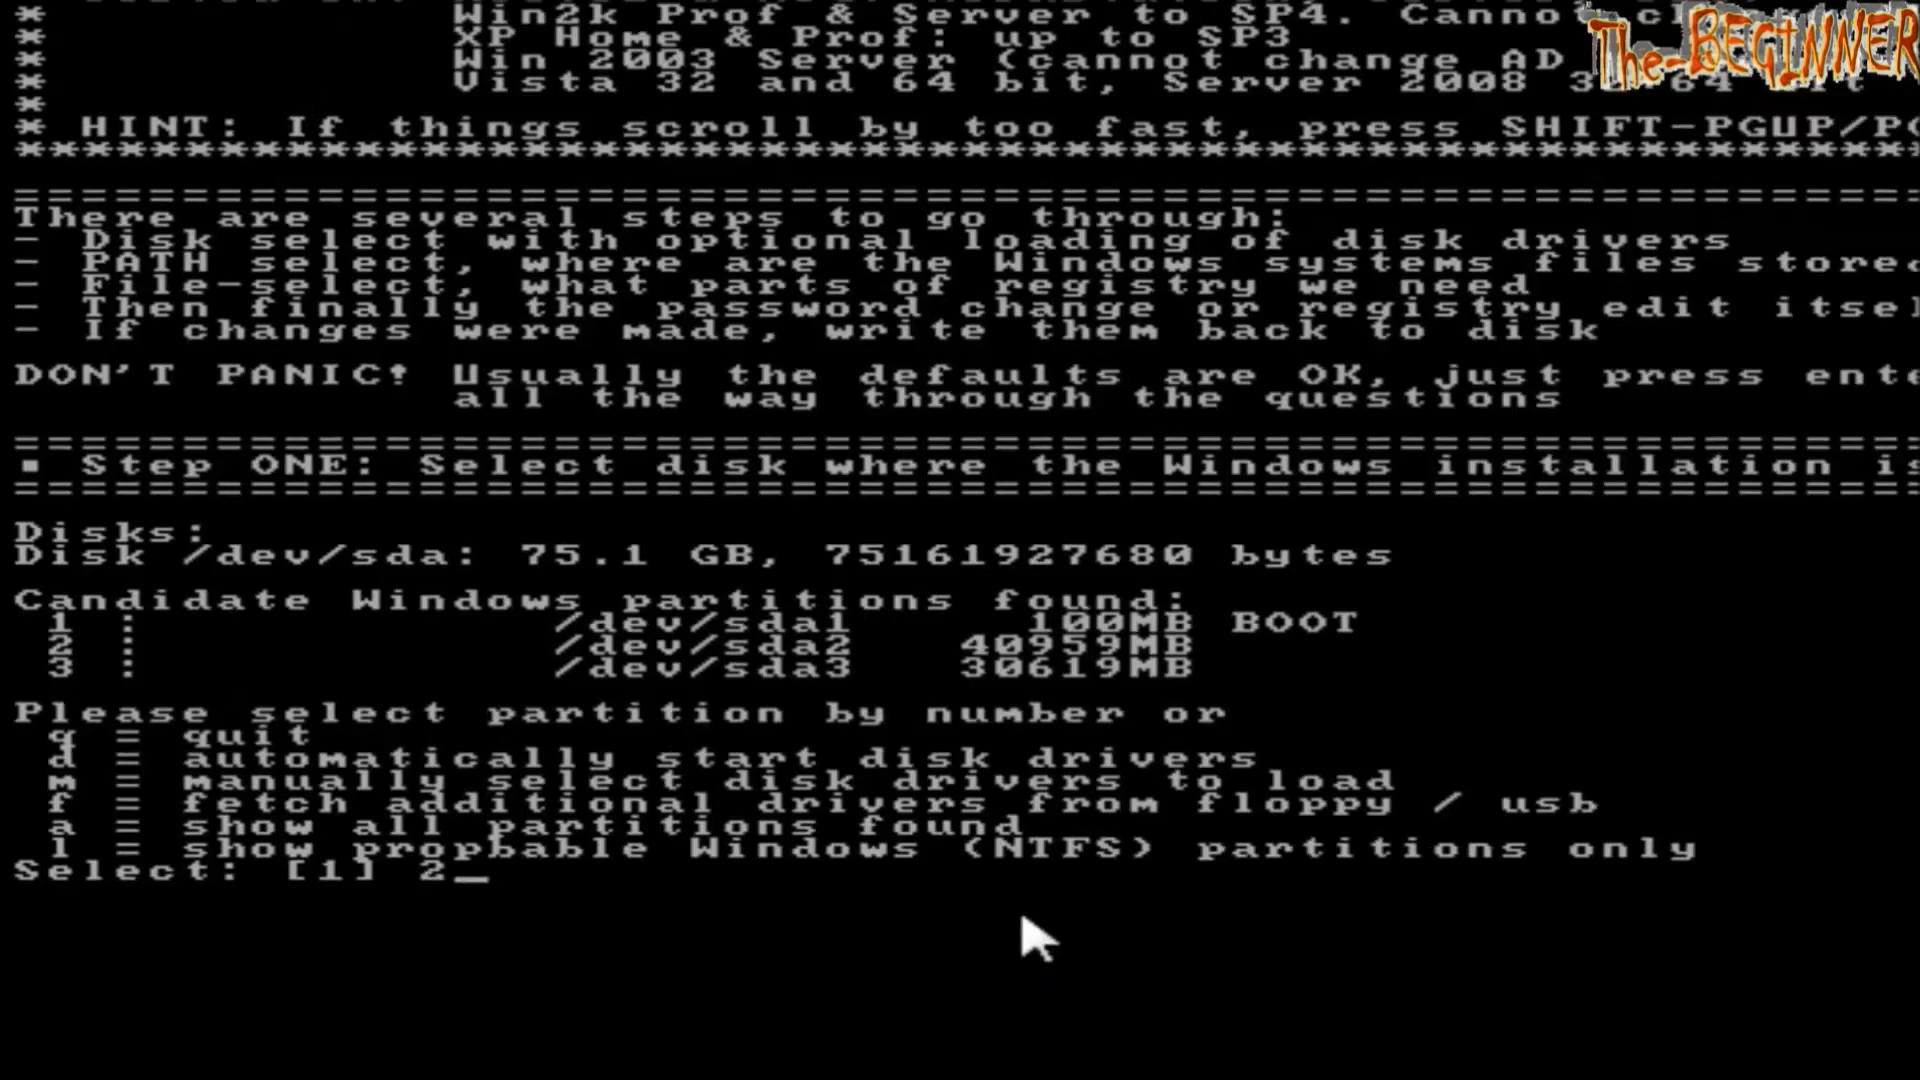 * Win2k Prof & Server to SP4. Canno
* XP Home & Prof: up to SP3
* Win 2003 Server (cannot change AD
* Vista 32 and 64 bit, Server 2008
*
* HINT: If things scroll by too fast, press SHIFT-PGUP/PG
There are several steps to go through:
- Disk select with optional loading of disk drivers
- PATH select, where are the Windows systems files store
- File-select, what parts of registry we need
- Then finally the password change or registry edit itsel
- If changes were made, write them back to disk
DON'T PANIC! Usually the defaults are OK, just press ente
all the way through the questions
▪ Step ONE: Select disk where the Windows installation is
Disks:
Disk /dev/sda: 75.1 GB, 75161927680 bytes
Candidate Windows partitions found:
1 : /dev/sda1 100MB BOOT
2 : /dev/sda2 40959MB
3 : /dev/sda3 30619MB
Please select partition by number or
q = quit
d = automatically start disk drivers
m = manually select disk drivers to load
f = fetch additional drivers from floppy / usb
a = show all partitions found
l = show propbable Windows (NTFS) partitions only
Select: [1] 2_
The-BEGINNER